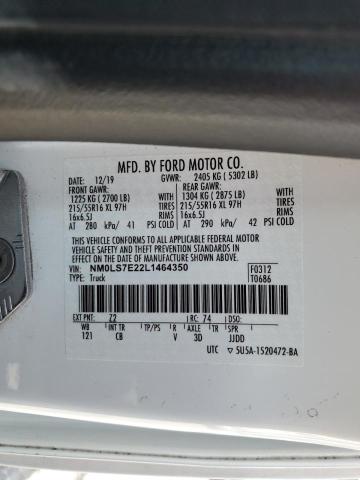 MFD. BY FORD MOTOR CO.
12/19 GVWR: 2405 KG ( 5302 LB)
FRONT GAWR: REAR GAWR:
1225 KG ( 2700 LB) WITH 1304 KG ( 2875 LB) WITH
215/55R16 XL 97H TIRES 215/55R16 XL 97H TIRES
16x6.5J RIMS 16x6.5J RIMS
AT 280 kPa/ 41 PSI COLD AT 290 kPa/ 42 PSI COLD
THIS VEHICLE CONFORMS TO ALL APPLICABLE FEDERAL MOTOR
VEHICLE SAFETY AND THEFT PREVENTION STANDARDS IN
EFFECT ON THE DATE OF MANUFACTURE SHOWN ABOVE.
VIN: NM0LS7E22L1464350 F0312
TYPE: Truck T0686
EXT PNT: Z2 RC: 74 DSO:
WB INT TR TP/PS R AXLE TR SPR
121 CB V 3D JJDD
UTC ▽ 5U5A-1520472-BA